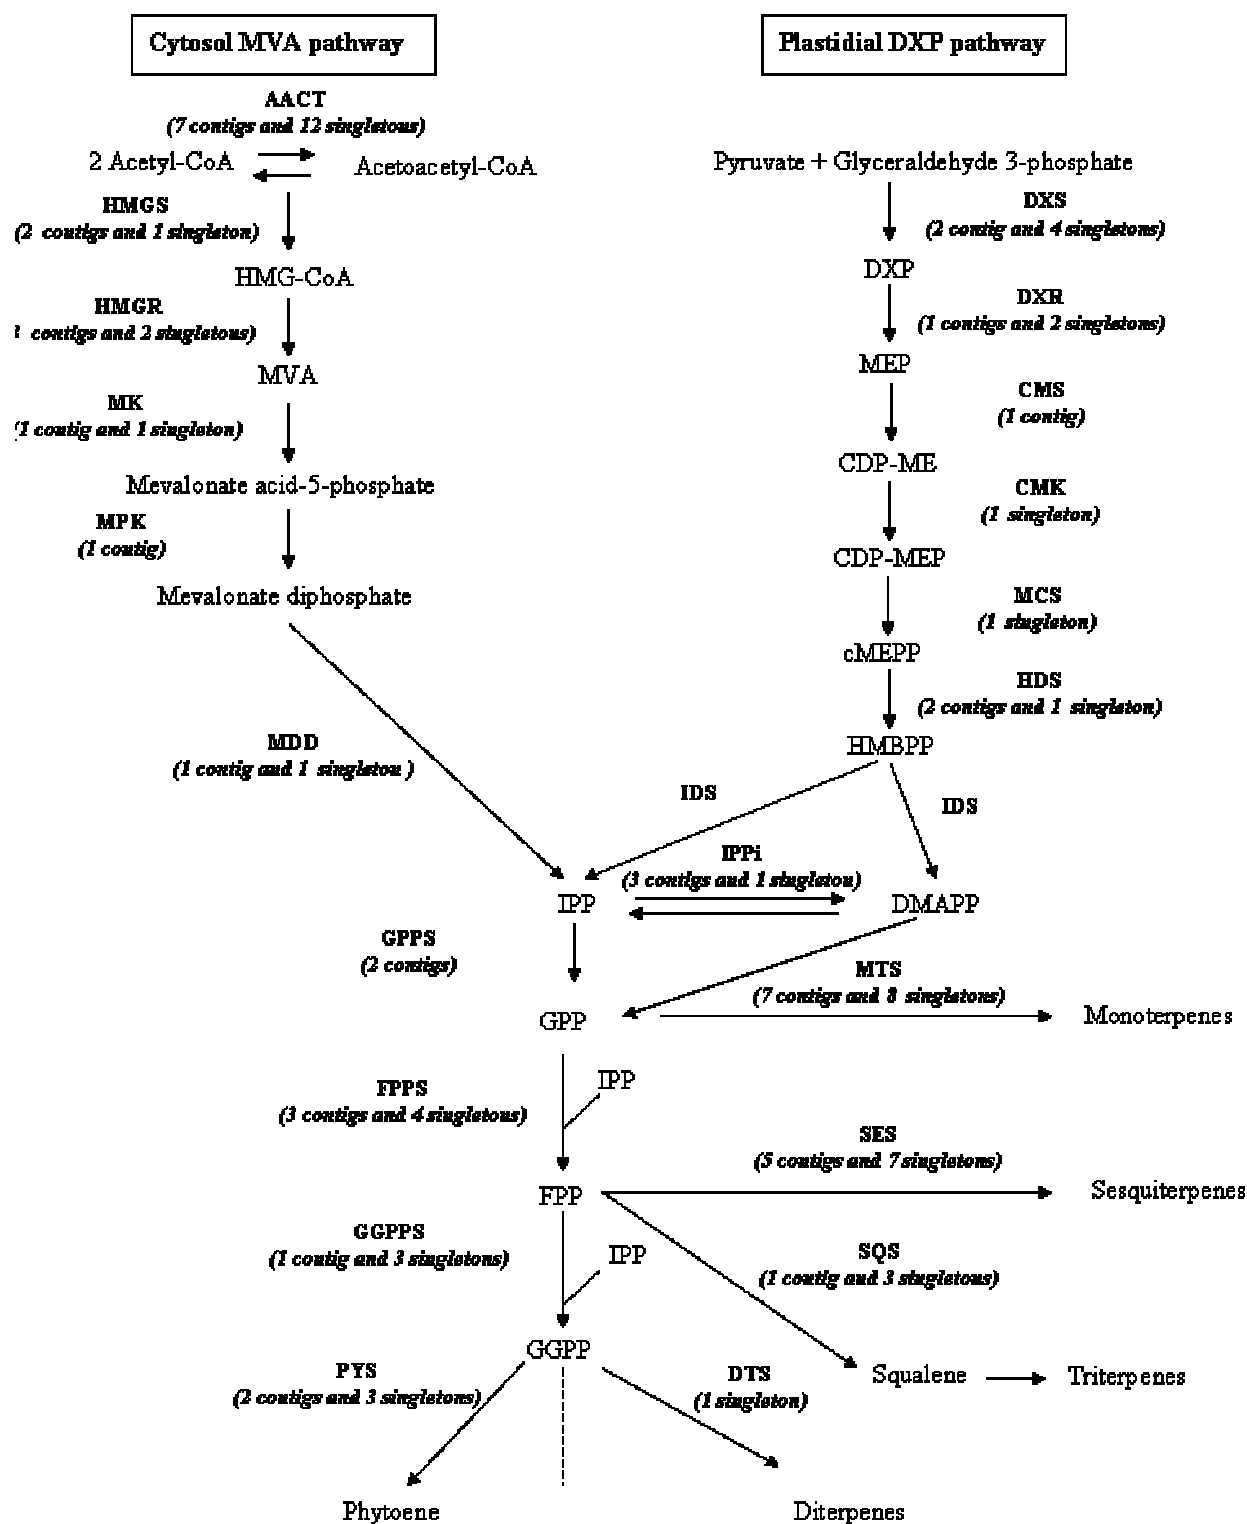 Cytosol MVA pathway
Plastidial DXP pathway
AACT
(7 contigs and 12 singletons)
2 Acetyl-CoA
Acetoacetyl-CoA
Pyruvate + Glyceraldehyde 3-phosphate
HMGS
(2 contigs and 1 singleton)
DXS
(2 contig and 4 singletons)
HMG-CoA
DXP
HMGR
contigs and 2 singletons)
DXR
(1 contigs and 2 singletons)
MVA
MEP
MK
(1 contig and 1 singleton)
CMS
(1 contig)
Mevalonate acid-5-phosphate
CDP-ME
MPK
(1 contig)
CMK
(1 singleton)
CDP-MEP
Mevalonate diphosphate
MCS
(1 singleton)
cMEPP
HDS
(2 contigs and 1 singleton)
HMBPP
MDD
(1 contig and 1 singleton )
IDS
IDS
IPPi
(3 contigs and 1 singleton)
IPP
DMAPP
GPPS
(2 contigs)
MTS
(7 contigs and 8 singletons)
GPP
Monoterpenes
FPPS
(3 contigs and 4 singletons)
IPP
SES
(5 contigs and 7 singletons)
FPP
Sesquiterpenes
GGPPS
(1 contig and 3 singletons)
IPP
SQS
(1 contig and 3 singletons)
GGPP
Squalene
Triterpenes
PYS
(2 contigs and 3 singletons)
DTS
(1 singleton)
Phytoene
Diterpenes